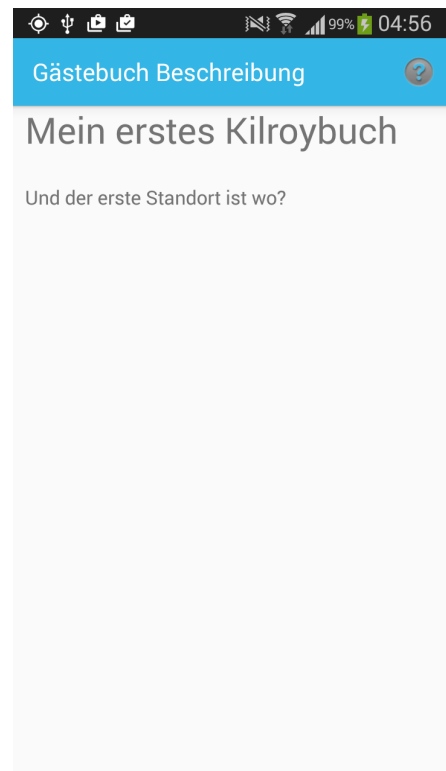 99% 04:56
Gästebuch Beschreibung ?
Mein erstes Kilroybuch
Und der erste Standort ist wo?